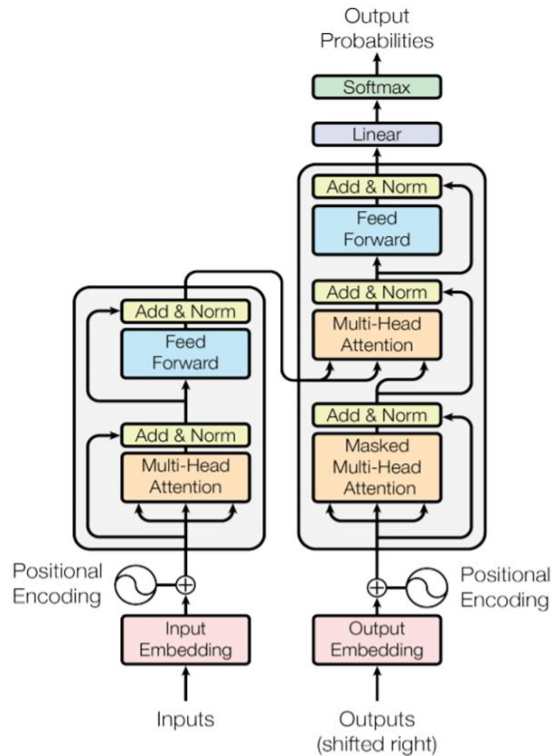 Output
Probabilities
Softmax
Linear
Add & Norm
Feed
Forward
Add & Norm
Multi-Head
Attention
Add & Norm
Masked
Multi-Head
Attention
Add & Norm
Feed
Forward
Add & Norm
Multi-Head
Attention
Positional
Encoding
Positional
Encoding
Input
Embedding
Output
Embedding
Inputs
Outputs
(shifted right)